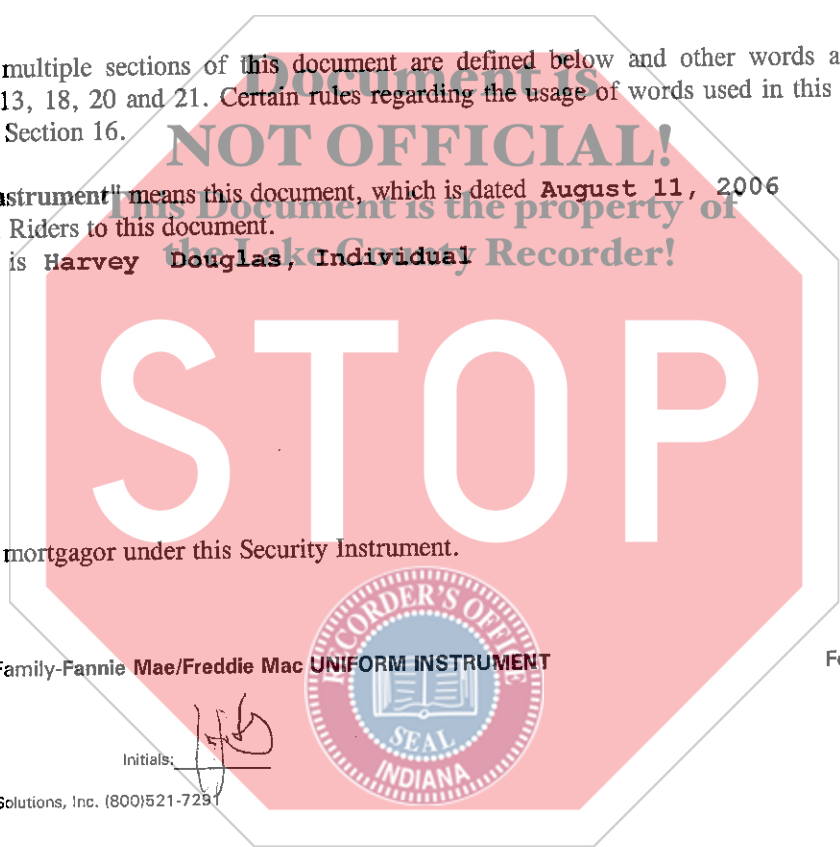 multiple sections of this document are defined below and other words a
Document is
13, 18, 20 and 21. Certain rules regarding the usage of words used in this
Section 16.
NOT OFFICIAL!
nstrument" means this document, which is dated August 11, 2006
This Document is the property of
Riders to this document.
is Harvey Douglas, Individual
the Lake County Recorder!
STOP
mortgagor under this Security Instrument.
RECORDER'S OFFICE
SEAL
INDIANA
Family-Fannie Mae/Freddie Mac UNIFORM INSTRUMENT
Initials:
Solutions, Inc. (800)521-7291